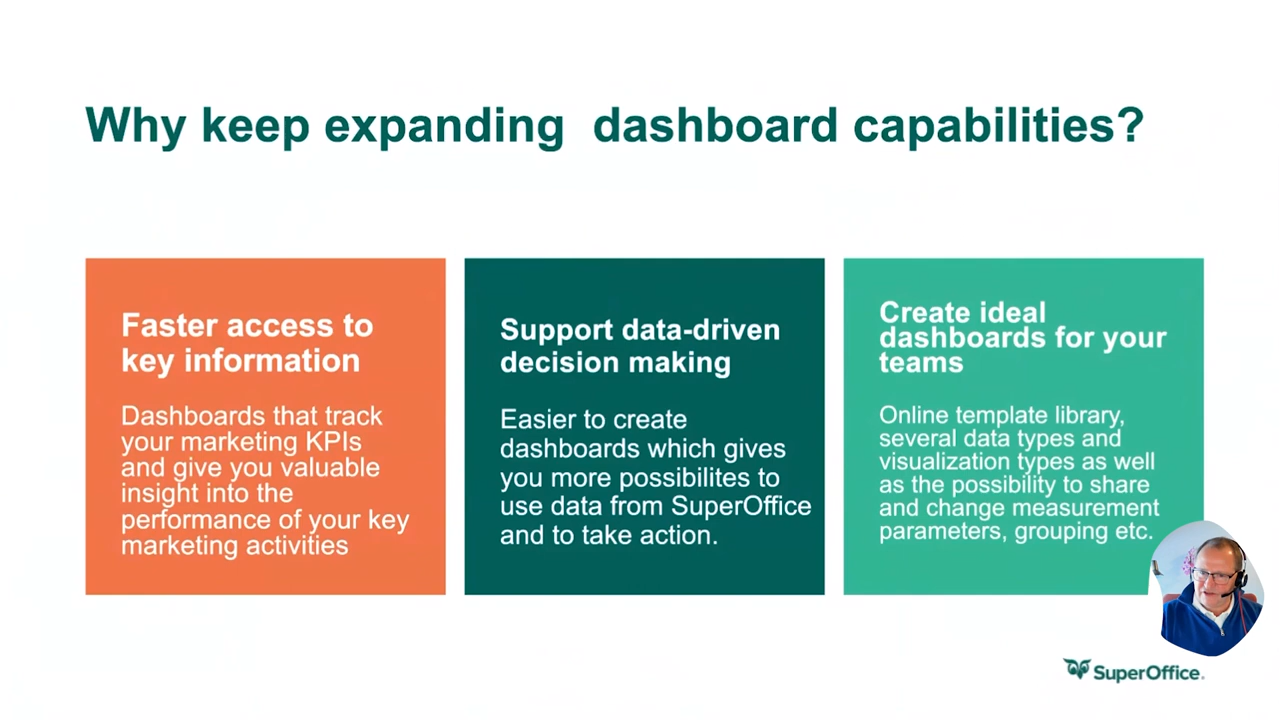 Why keep expanding  dashboard capabilities?
Faster access to
key information
Dashboards that track
your marketing KPIs
and give you valuable
insight into the
performance of your key
marketing activities
Support data-driven
decision making
Easier to create
dashboards which gives
you more possibilites to
use data from SuperOffice
and to take action.
Create ideal
dashboards for your
teams
Online template library,
several data types and
visualization types as well
as the possibility to share
and change measurement
parameters, grouping etc.
SuperOffice.